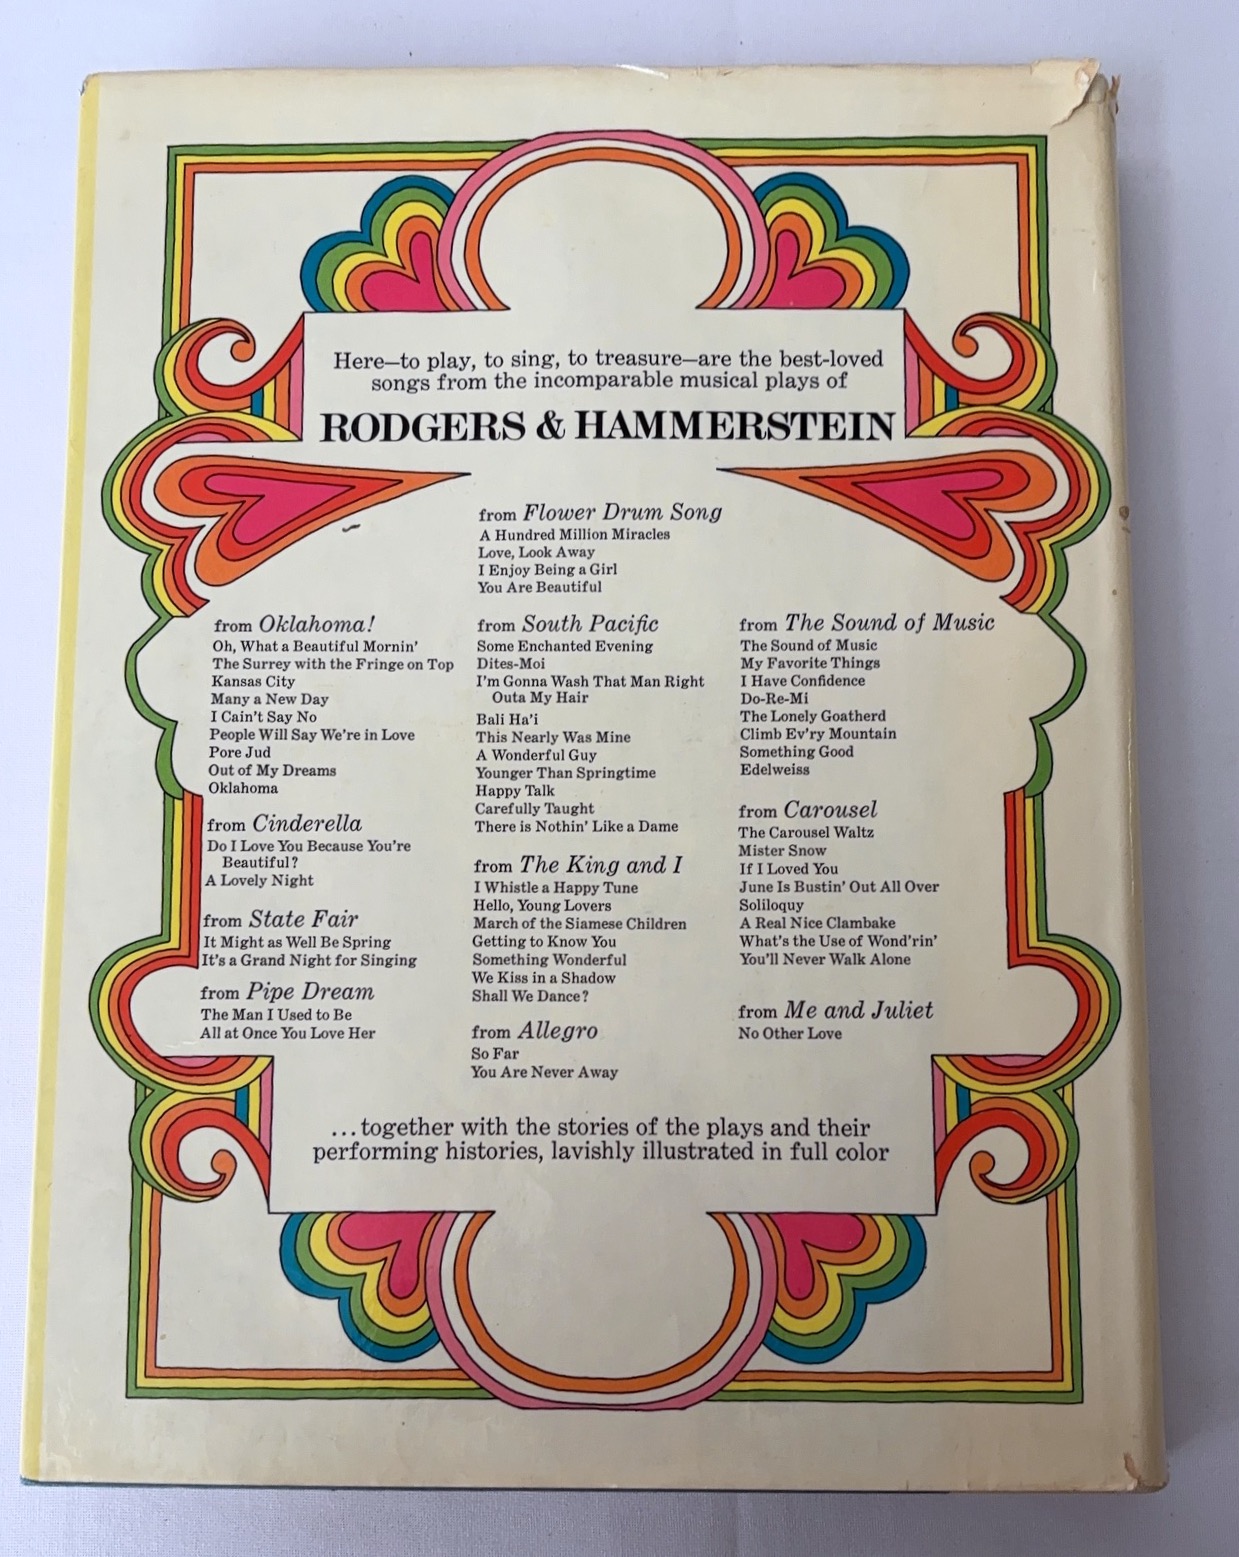 Here—to play, to sing, to treasure—are the best-loved
songs from the incomparable musical plays of
RODGERS & HAMMERSTEIN
from Flower Drum Song
A Hundred Million Miracles
Love, Look Away
I Enjoy Being a Girl
You Are Beautiful
from Oklahoma!
Oh, What a Beautiful Mornin'
The Surrey with the Fringe on Top
Kansas City
Many a New Day
I Cain't Say No
People Will Say We're in Love
Pore Jud
Out of My Dreams
Oklahoma
from Cinderella
Do I Love You Because You're
Beautiful?
A Lovely Night
from State Fair
It Might as Well Be Spring
It's a Grand Night for Singing
from Pipe Dream
The Man I Used to Be
All at Once You Love Her
from South Pacific
Some Enchanted Evening
Dites-Moi
I'm Gonna Wash That Man Right
Outa My Hair
Bali Ha'i
This Nearly Was Mine
A Wonderful Guy
Younger Than Springtime
Happy Talk
Carefully Taught
There is Nothin' Like a Dame
from The King and I
I Whistle a Happy Tune
Hello, Young Lovers
March of the Siamese Children
Getting to Know You
Something Wonderful
We Kiss in a Shadow
Shall We Dance?
from Allegro
So Far
You Are Never Away
from The Sound of Music
The Sound of Music
My Favorite Things
I Have Confidence
Do-Re-Mi
The Lonely Goatherd
Climb Ev'ry Mountain
Something Good
Edelweiss
from Carousel
The Carousel Waltz
Mister Snow
If I Loved You
June Is Bustin' Out All Over
Soliloquy
A Real Nice Clambake
What's the Use of Wond'rin'
You'll Never Walk Alone
from Me and Juliet
No Other Love
...together with the stories of the plays and their
performing histories, lavishly illustrated in full color